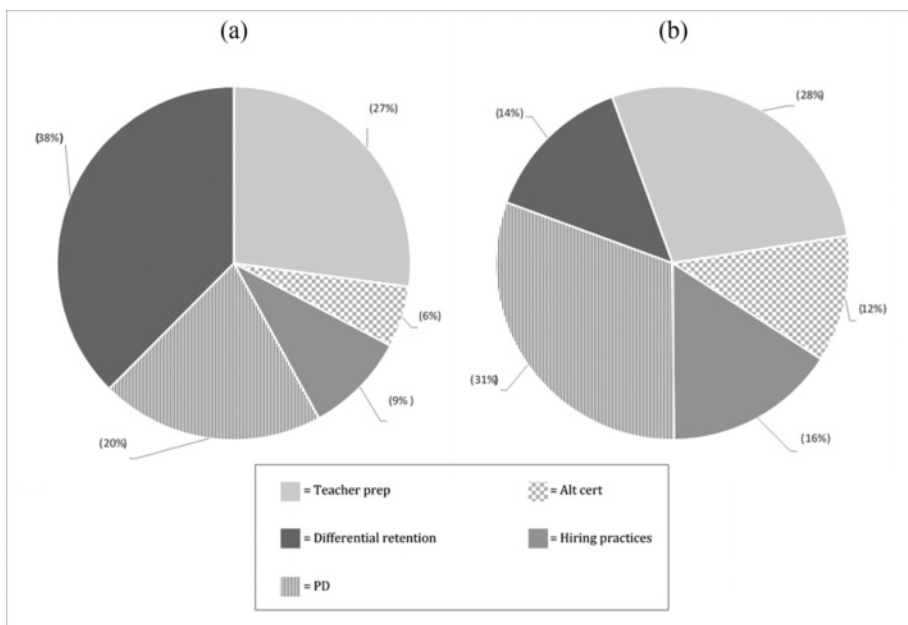 (a)
(b)
(27%)
(38%)
(6%)
(9% )
(20%)
(28%)
(14%)
(12%)
(31%)
(16%)
= Teacher prep
= Alt cert
= Differential retention
= Hiring practices
= PD